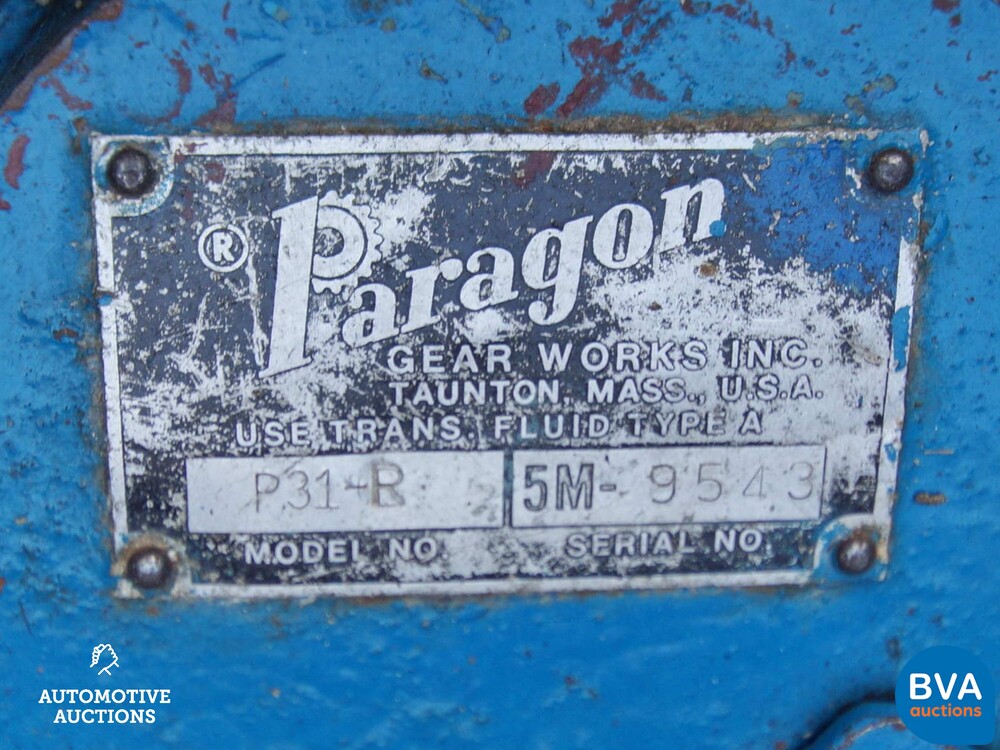 ® Paragon
GEAR WORKS INC.
TAUNTON, MASS., U.S.A.
USE TRANS. FLUID TYPE A
P31-R 5M-9543
MODEL NO. SERIAL NO.
AUTOMOTIVE
AUCTIONS
BVA
auctions